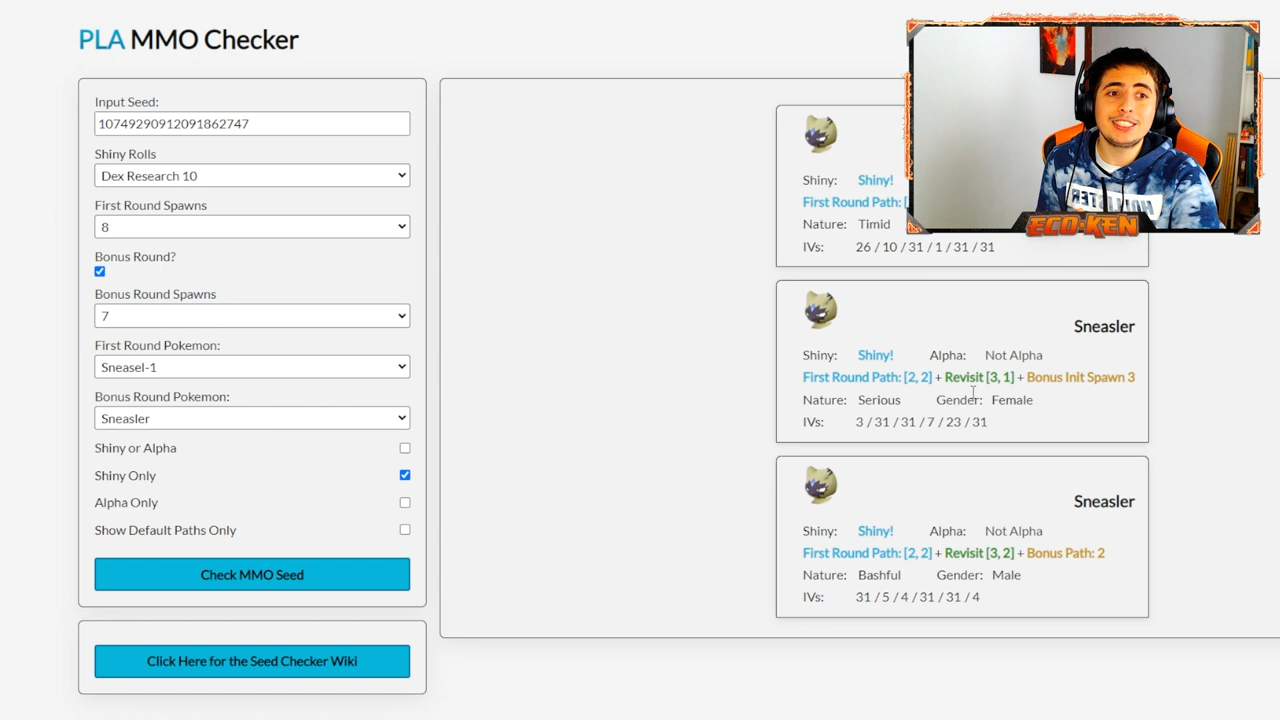 PLA MMO Checker
Input Seed:
10749290912091862747
Shiny Rolls
Dex Research 10
First Round Spawns
8
Bonus Round?
Bonus Round Spawns
7
First Round Pokemon:
Sneasel-1
Bonus Round Pokemon:
Sneasler
Shiny or Alpha
Shiny Only
Alpha Only
Show Default Paths Only
Check MMO Seed
Click Here for the Seed Checker Wiki
Shiny: Shiny!
First Round Path: [
Nature: Timid
IVs: 26 / 10 / 31 / 1 / 31 / 31
Sneasler
Shiny: Shiny! Alpha: Not Alpha
First Round Path: [2, 2] + Revisit [3, 1] + Bonus Init Spawn 3
Nature: Serious Gender: Female
IVs: 3 / 31 / 31 / 7 / 23 / 31
Sneasler
Shiny: Shiny! Alpha: Not Alpha
First Round Path: [2, 2] + Revisit [3, 2] + Bonus Path: 2
Nature: Bashful Gender: Male
IVs: 31 / 5 / 4 / 31 / 31 / 4
HOLLISTER
ECO-KEN